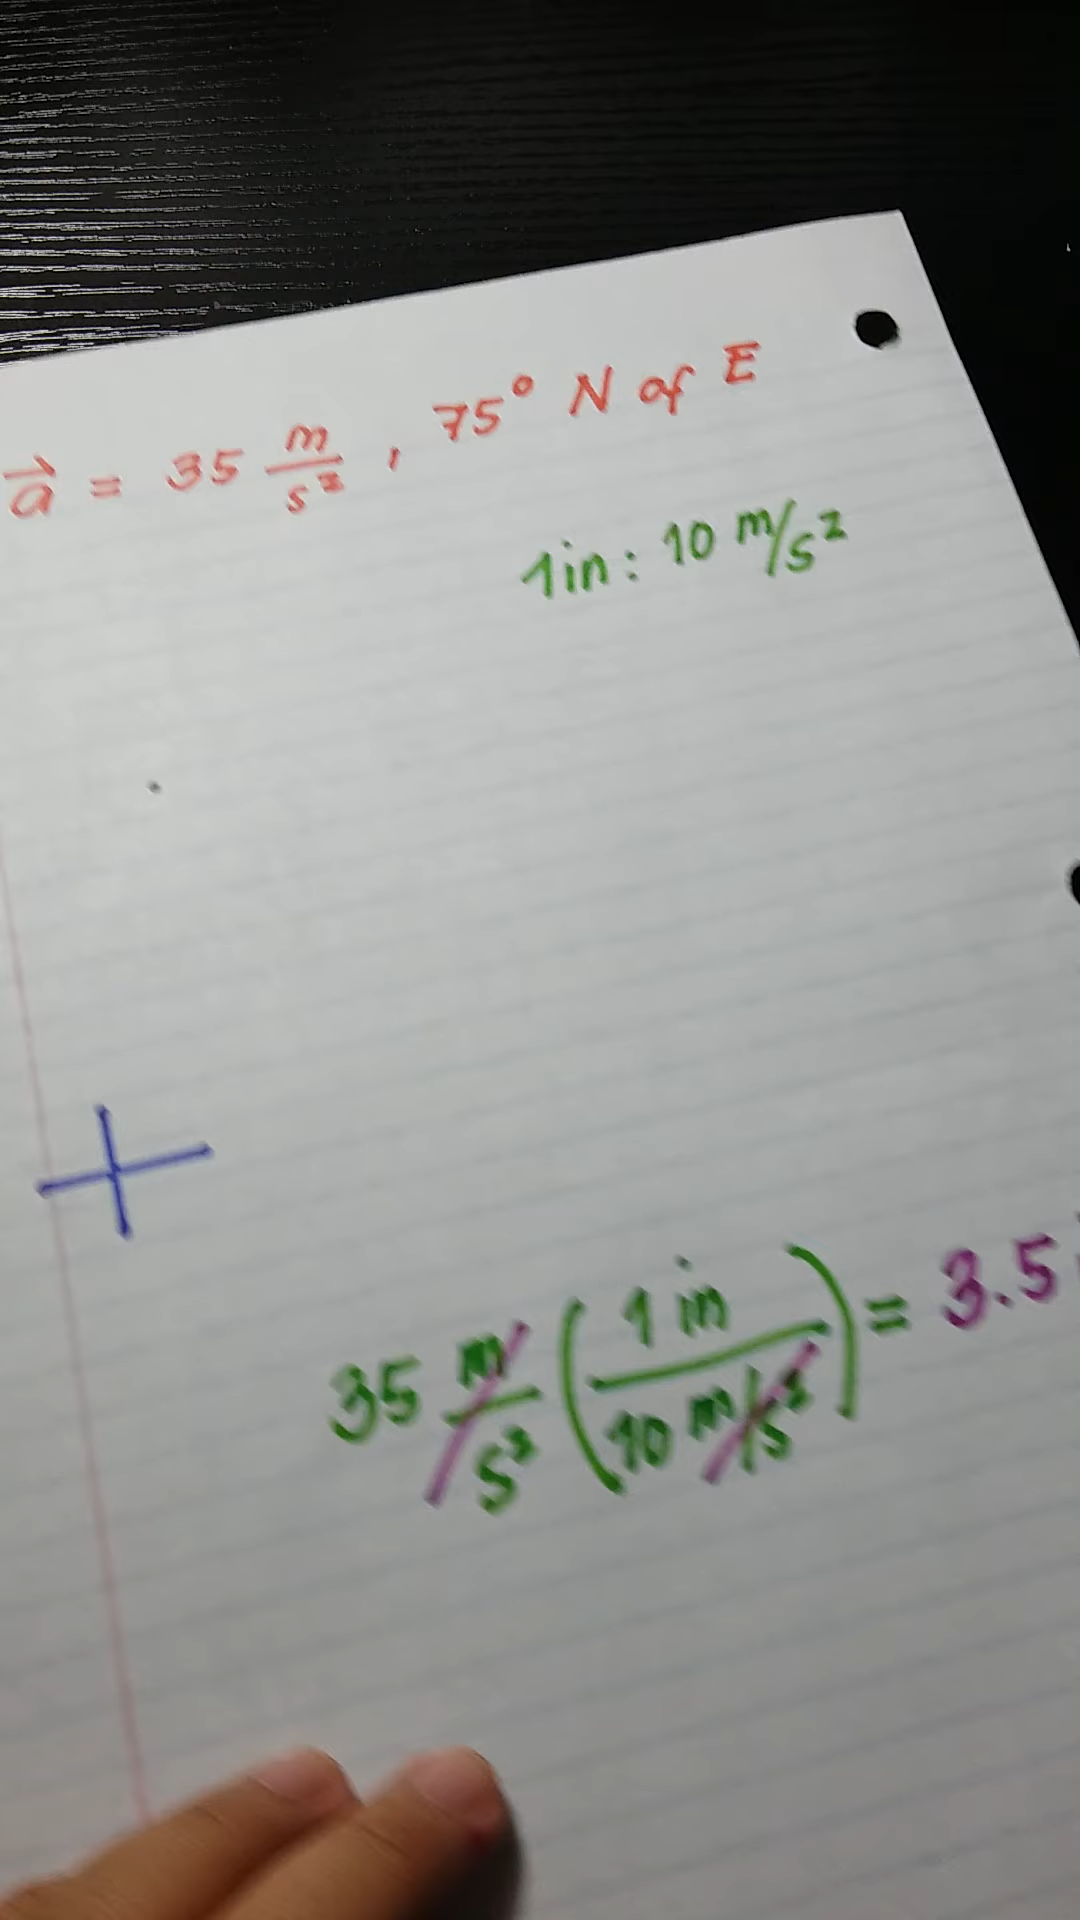 a⃗ = 35 m/s², 75° N of E
1in: 10 m/s²
35 m/s² (1 in / 10 m/s²) = 3.5